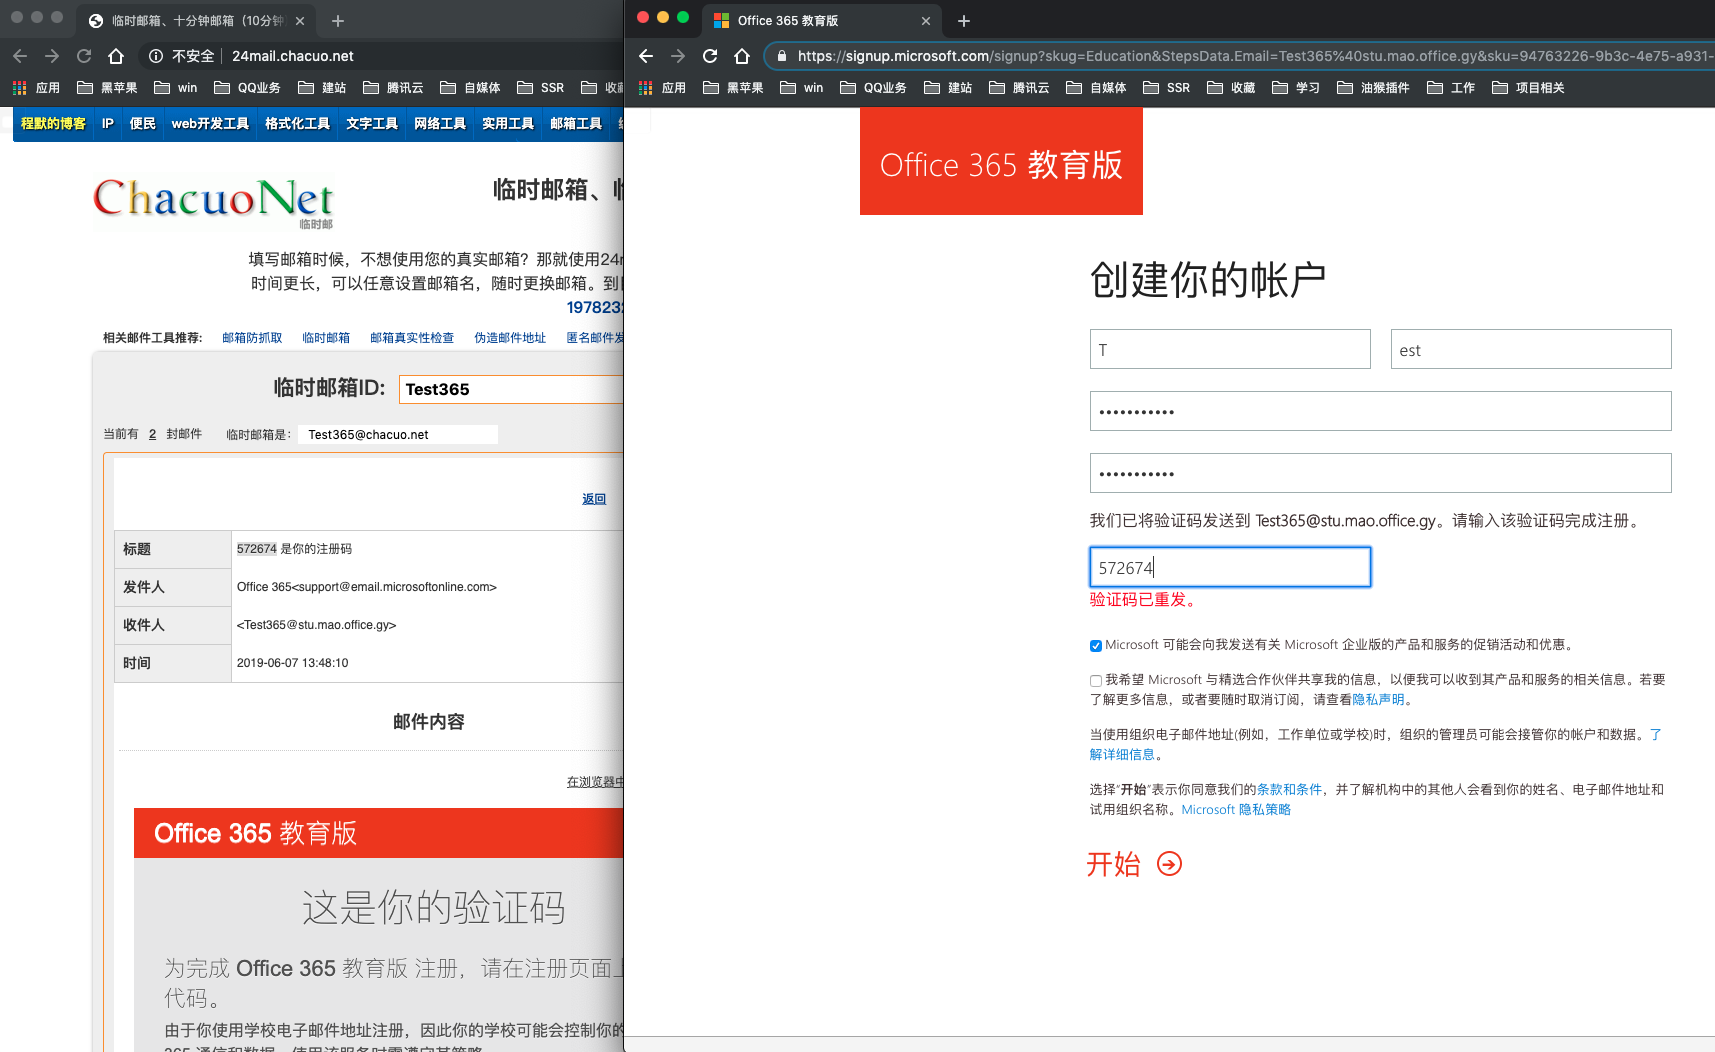 临时邮箱、十分钟邮箱（10分钟
不安全
24mail.chacuo.net
应用
黑苹果
win
QQ业务
建站
腾讯云
自媒体
SSR
程默的博客
IP
便民
web开发工具
格式化工具
文字工具
网络工具
实用工具
邮箱工具
ChacuoNet
临时邮
临时邮箱、
填写邮箱时候，不想使用您的真实邮箱？那就使用24
时间更长，可以任意设置邮箱名，随时更换邮箱。到
197823
相关邮件工具推荐:
邮箱防抓取
临时邮箱
邮箱真实性检查
伪造邮件地址
匿名邮件发
临时邮箱ID:
Test365
当前有 2 封邮件
临时邮箱是:
Test365@chacuo.net
返回
标题
572674 是你的注册码
发件人
Office 365<support@email.microsoftonline.com>
收件人
<Test365@stu.mao.office.gy>
时间
2019-06-07 13:48:10
邮件内容
在浏览器中
Office 365 教育版
这是你的验证码
为完成 Office 365 教育版 注册，请在注册页面上
代码。
由于你使用学校电子邮件地址注册，因此你的学校可能会控制你的
Office 365 教育版
https://signup.microsoft.com/signup?skug=Education&StepsData.Email=Test365%40stu.mao.office.gy&sku=94763226-9b3c-4e75-a931-
应用
黑苹果
win
QQ业务
建站
腾讯云
自媒体
SSR
收藏
学习
油猴插件
工作
项目相关
Office 365 教育版
创建你的帐户
T
est
•••••••••••
•••••••••••
我们已将验证码发送到 Test365@stu.mao.office.gy。请输入该验证码完成注册。
572674
验证码已重发。
Microsoft 可能会向我发送有关 Microsoft 企业版的产品和服务的促销活动和优惠。
我希望 Microsoft 与精选合作伙伴共享我的信息，以便我可以收到其产品和服务的相关信息。若要
了解更多信息，或者要随时取消订阅，请查看隐私声明。
当使用组织电子邮件地址(例如，工作单位或学校)时，组织的管理员可能会接管你的帐户和数据。了
解详细信息。
选择“开始”表示你同意我们的条款和条件，并了解机构中的其他人会看到你的姓名、电子邮件地址和
试用组织名称。Microsoft 隐私策略
开始